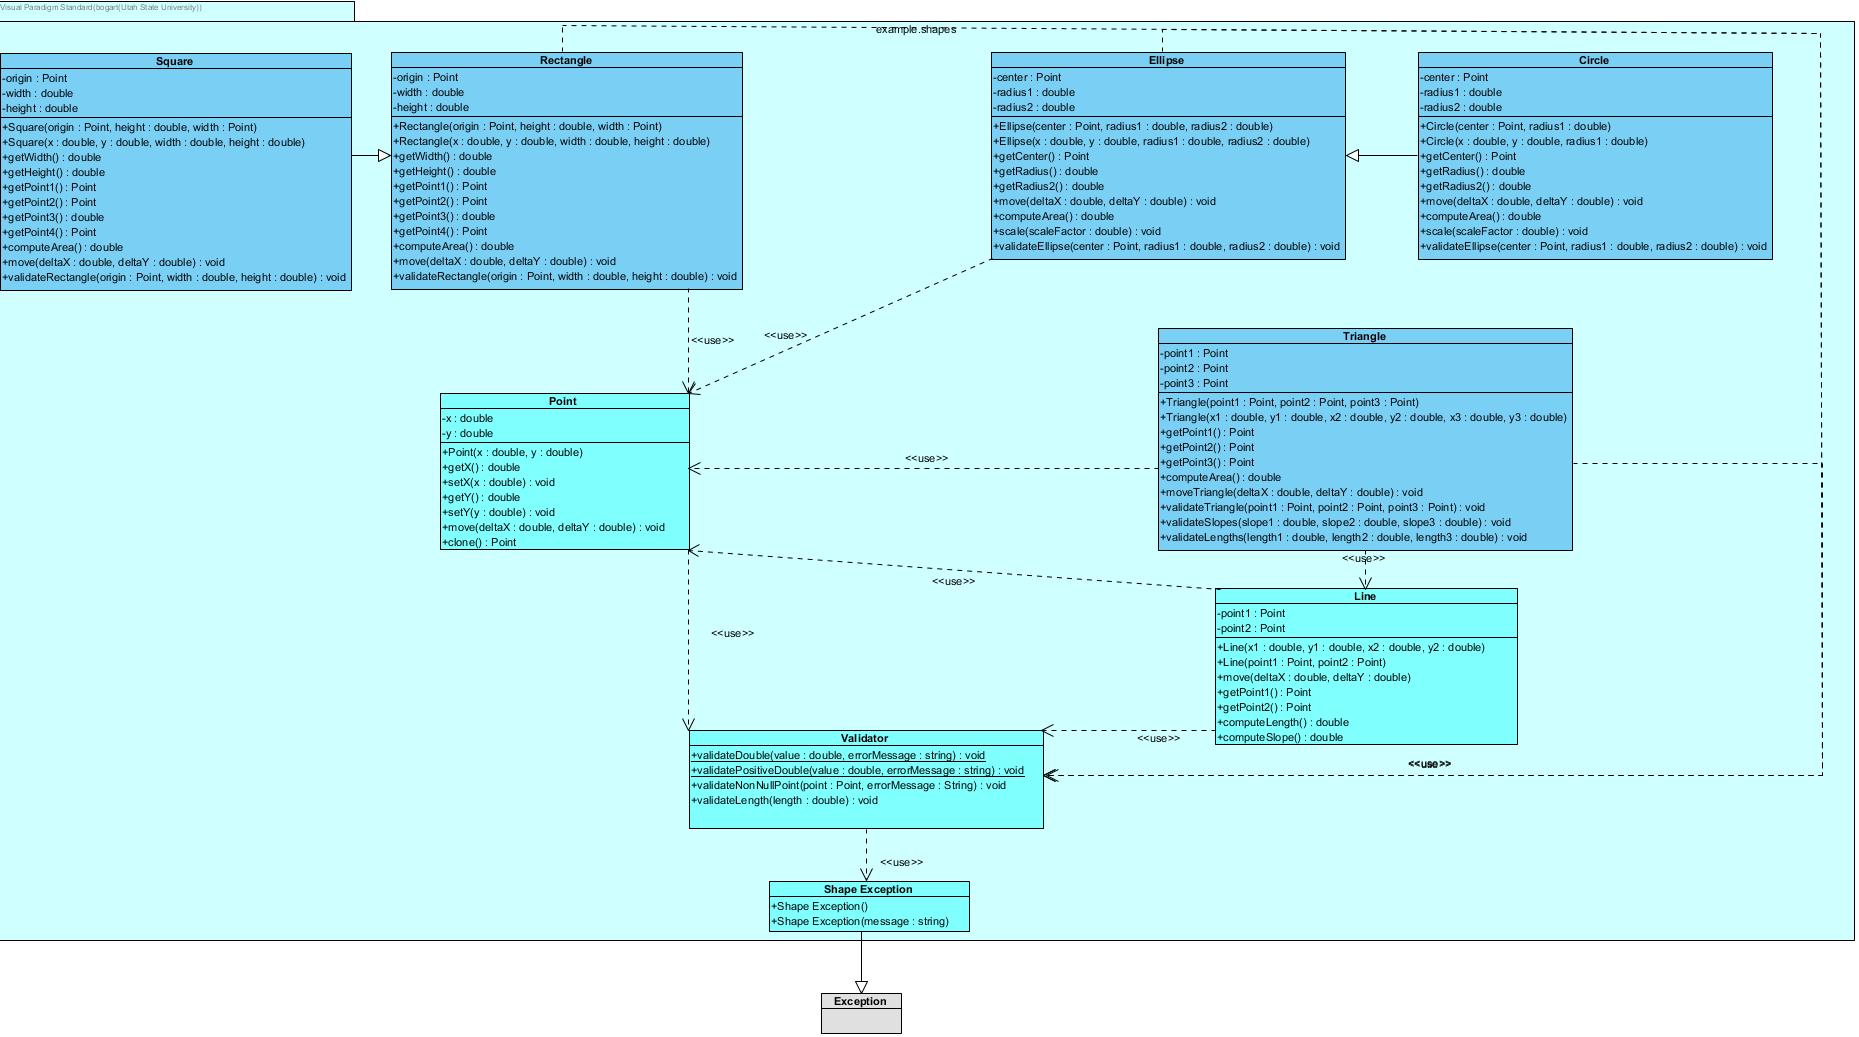 Visual Paradigm Standard(bogart(Utah State University))
example.shapes
Square
-origin : Point
-width : double
-height : double
+Square(origin : Point, height : double, width : Point)
+Square(x : double, y : double, width : double, height : double)
+getWidth() : double
+getHeight() : double
+getPoint1() : Point
+getPoint2() : Point
+getPoint3() : double
+getPoint4() : Point
+computeArea() : double
+move(deltaX : double, deltaY : double) : void
+validateRectangle(origin : Point, width : double, height : double) : void
Rectangle
-origin : Point
-width : double
-height : double
+Rectangle(origin : Point, height : double, width : Point)
+Rectangle(x : double, y : double, width : double, height : double)
+getWidth() : double
+getHeight() : double
+getPoint1() : Point
+getPoint2() : Point
+getPoint3() : double
+getPoint4() : Point
+computeArea() : double
+move(deltaX : double, deltaY : double) : void
+validateRectangle(origin : Point, width : double, height : double) : void
Ellipse
-center : Point
-radius1 : double
-radius2 : double
+Ellipse(center : Point, radius1 : double, radius2 : double)
+Ellipse(x : double, y : double, radius1 : double, radius2 : double)
+getCenter() : Point
+getRadius() : double
+getRadius2() : double
+move(deltaX : double, deltaY : double) : void
+computeArea() : double
+scale(scaleFactor : double) : void
+validateEllipse(center : Point, radius1 : double, radius2 : double) : void
Circle
-center : Point
-radius1 : double
-radius2 : double
+Circle(center : Point, radius1 : double)
+Circle(x : double, y : double, radius1 : double)
+getCenter() : Point
+getRadius() : double
+getRadius2() : double
+move(deltaX : double, deltaY : double) : void
+computeArea() : double
+scale(scaleFactor : double) : void
+validateEllipse(center : Point, radius1 : double, radius2 : double) : void
<<use>>
<<use>>
Triangle
-point1 : Point
-point2 : Point
-point3 : Point
+Triangle(point1 : Point, point2 : Point, point3 : Point)
+Triangle(x1 : double, y1 : double, x2 : double, y2 : double, x3 : double, y3 : double)
+getPoint1() : Point
+getPoint2() : Point
+getPoint3() : Point
+computeArea() : double
+moveTriangle(deltaX : double, deltaY : double) : void
+validateTriangle(point1 : Point, point2 : Point, point3 : Point) : void
+validateSlopes(slope1 : double, slope2 : double, slope3 : double) : void
+validateLengths(length1 : double, length2 : double, length3 : double) : void
Point
-x : double
-y : double
+Point(x : double, y : double)
+getX() : double
+setX(x : double) : void
+getY() : double
+setY(y : double) : void
+move(deltaX : double, deltaY : double) : void
+clone() : Point
<<use>>
<<use>>
<<use>>
<<use>>
Line
-point1 : Point
-point2 : Point
+Line(x1 : double, y1 : double, x2 : double, y2 : double)
+Line(point1 : Point, point2 : Point)
+move(deltaX : double, deltaY : double)
+getPoint1() : Point
+getPoint2() : Point
+computeLength() : double
+computeSlope() : double
<<use>>
<<use>>
Validator
+validateDouble(value : double, errorMessage : string) : void
+validatePositiveDouble(value : double, errorMessage : string) : void
+validateNonNullPoint(point : Point, errorMessage : String) : void
+validateLength(length : double) : void
<<use>>
Shape Exception
+Shape Exception()
+Shape Exception(message : string)
Exception